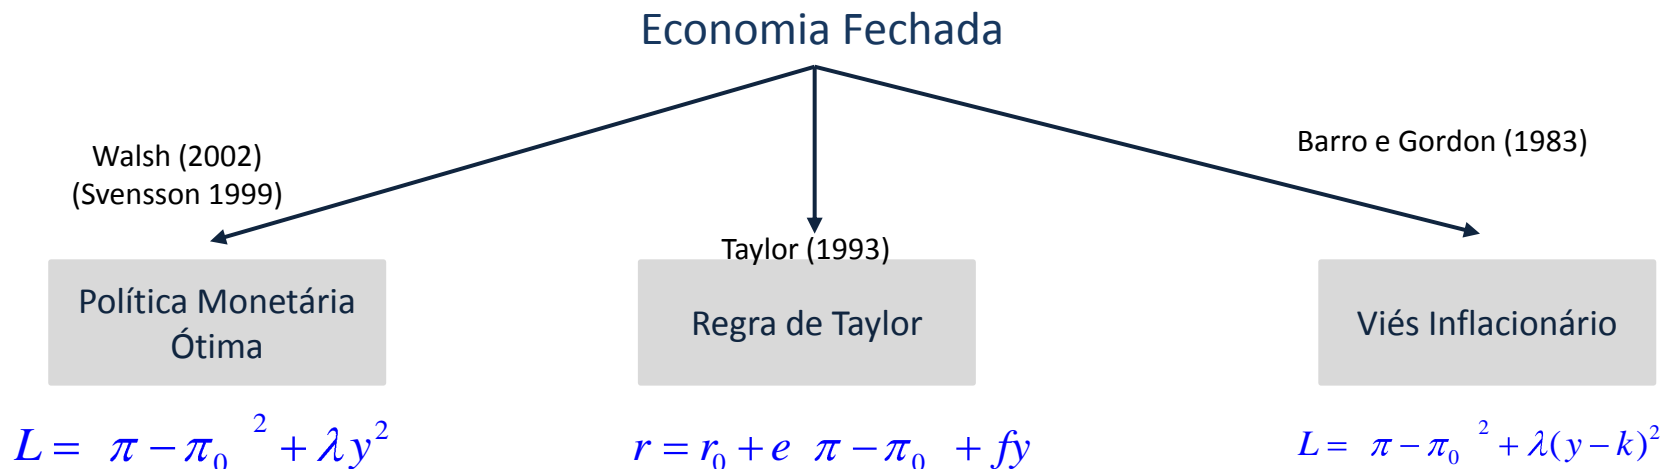 Economia Fechada
Walsh (2002)
(Svensson 1999)
Barro e Gordon (1983)
Taylor (1993)
Política Monetária
Ótima
Regra de Taylor
Viés Inflacionário
L = π − π₀ ² + λy²
r = r₀ + e π − π₀ + fy
L = π − π₀ ² + λ(y − k)²